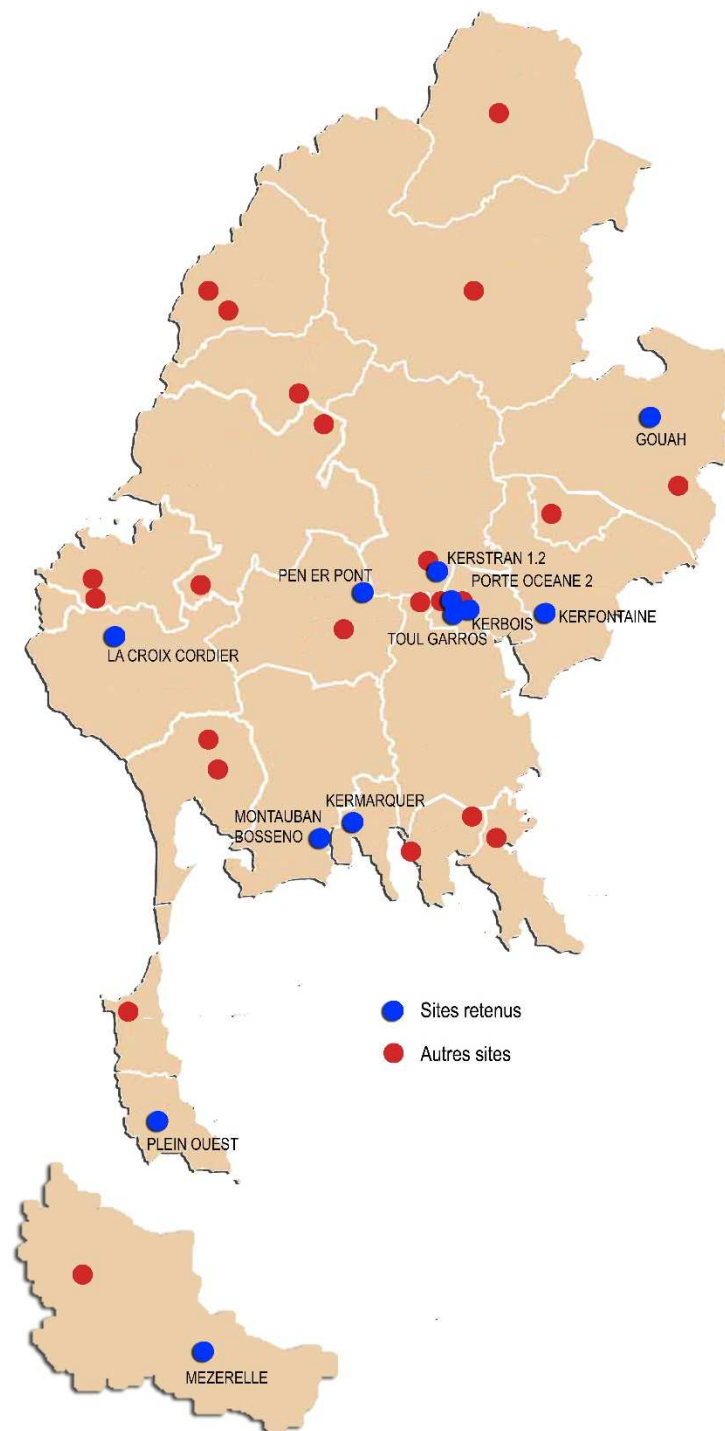 GOUAH
KERSTRAN 1.2
PEN ER PONT
PORTE OCEANE 2
KERBOIS
KERFONTAINE
TOUL GARROS
LA CROIX CORDIER
KERMARQUER
MONTAUBAN
BOSSENO
Sites retenus
Autres sites
PLEIN OUEST
MEZERELLE